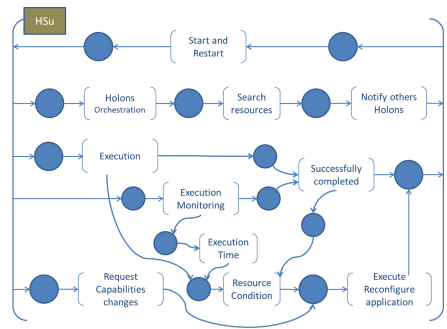 HSu
Start and
Restart
Holons
Orchestration
Search
resources
Notify others
Holons
Execution
Successfully
completed
Execution
Monitoring
Execution
Time
Request
Capabilities
changes
Resource
Condition
Execute
Reconfigure
application